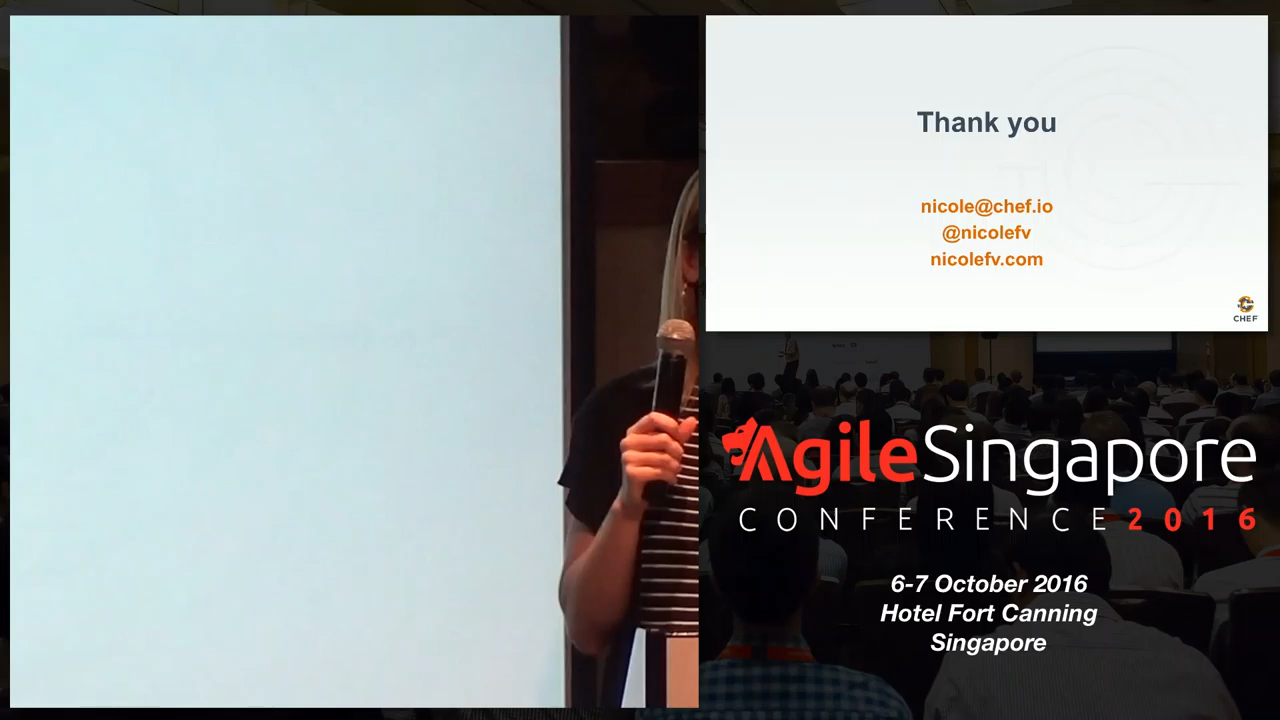 Thank you
nicole@chef.io
@nicolefv
nicolefv.com
CHEF
AgileSingapore
CONFERENCE 2016
6-7 October 2016
Hotel Fort Canning
Singapore